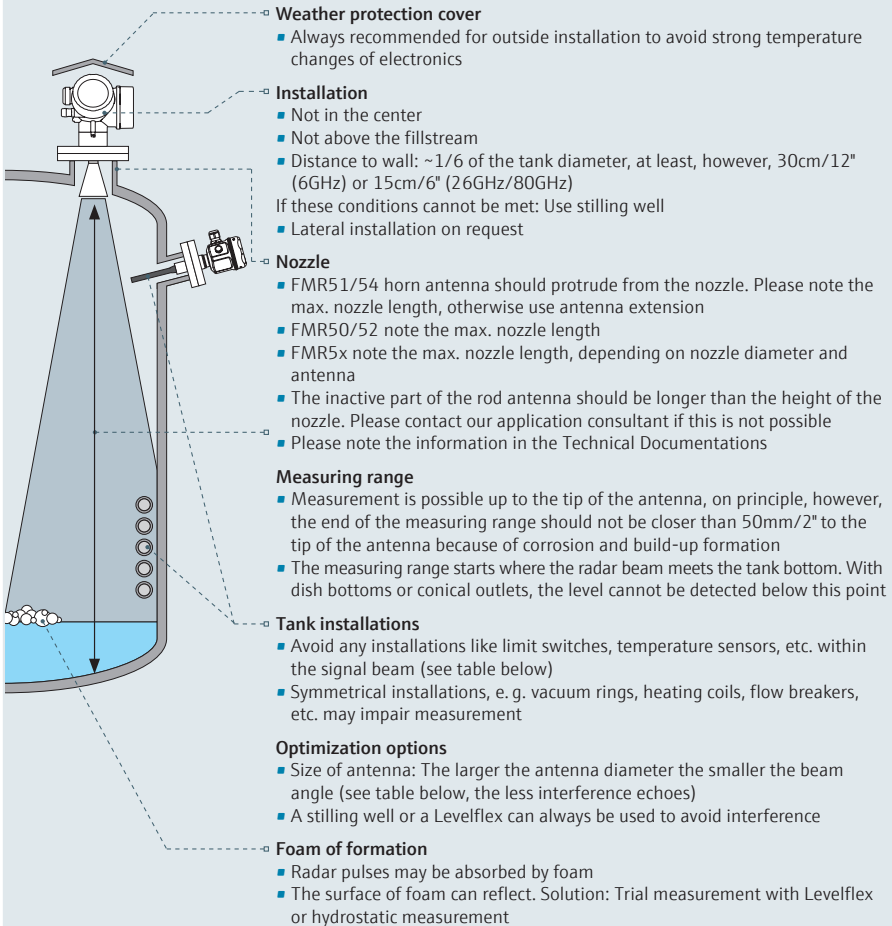 Weather protection cover
▪ Always recommended for outside installation to avoid strong temperature
changes of electronics
Installation
▪ Not in the center
▪ Not above the fillstream
▪ Distance to wall: ~1/6 of the tank diameter, at least, however, 30cm/12"
(6GHz) or 15cm/6" (26GHz/80GHz)
If these conditions cannot be met: Use stilling well
▪ Lateral installation on request
Nozzle
▪ FMR51/54 horn antenna should protrude from the nozzle. Please note the
max. nozzle length, otherwise use antenna extension
▪ FMR50/52 note the max. nozzle length
▪ FMR5x note the max. nozzle length, depending on nozzle diameter and
antenna
▪ The inactive part of the rod antenna should be longer than the height of the
nozzle. Please contact our application consultant if this is not possible
▪ Please note the information in the Technical Documentations
Measuring range
▪ Measurement is possible up to the tip of the antenna, on principle, however,
the end of the measuring range should not be closer than 50mm/2" to the
tip of the antenna because of corrosion and build-up formation
▪ The measuring range starts where the radar beam meets the tank bottom. With
dish bottoms or conical outlets, the level cannot be detected below this point
Tank installations
▪ Avoid any installations like limit switches, temperature sensors, etc. within
the signal beam (see table below)
▪ Symmetrical installations, e. g. vacuum rings, heating coils, flow breakers,
etc. may impair measurement
Optimization options
▪ Size of antenna: The larger the antenna diameter the smaller the beam
angle (see table below, the less interference echoes)
▪ A stilling well or a Levelflex can always be used to avoid interference
Foam of formation
▪ Radar pulses may be absorbed by foam
▪ The surface of foam can reflect. Solution: Trial measurement with Levelflex
or hydrostatic measurement